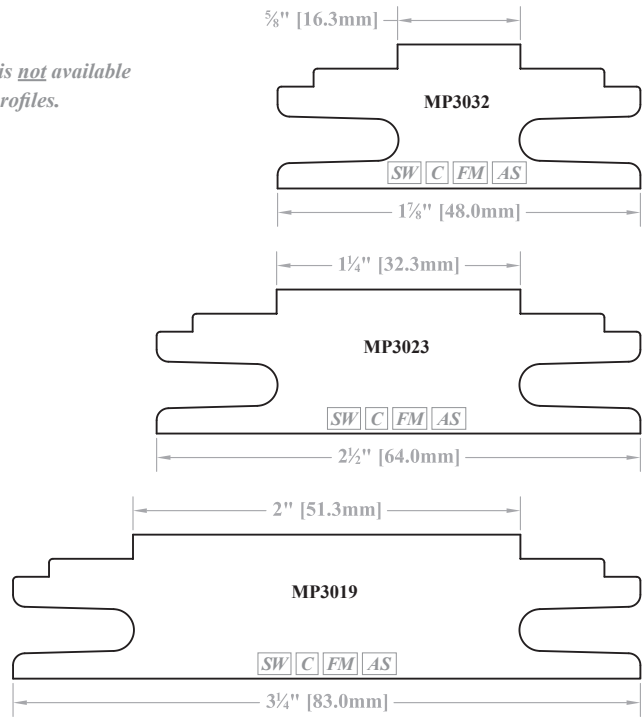 ⅝" [16.3mm]
is not available
rofiles.
MP3032
SW C FM AS
1⅞" [48.0mm]
1¼" [32.3mm]
MP3023
SW C FM AS
2½" [64.0mm]
2" [51.3mm]
MP3019
SW C FM AS
3¼" [83.0mm]